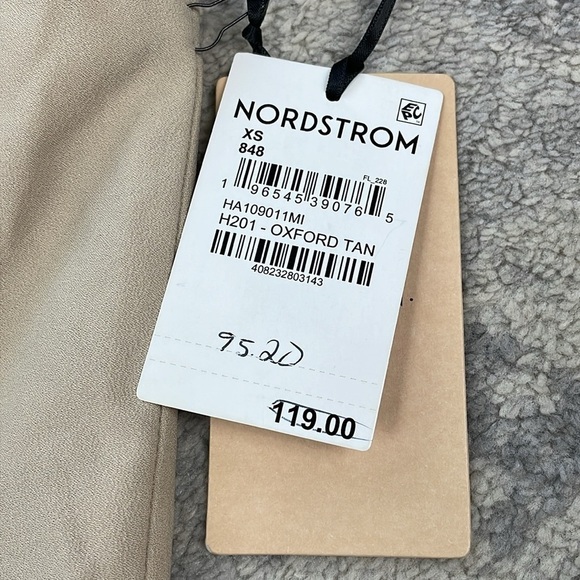 NORDSTROM
XS
848
FL_228
1 96545 39076 5
HA109011MI
H201 - OXFORD TAN
408232803143
95.20
119.00